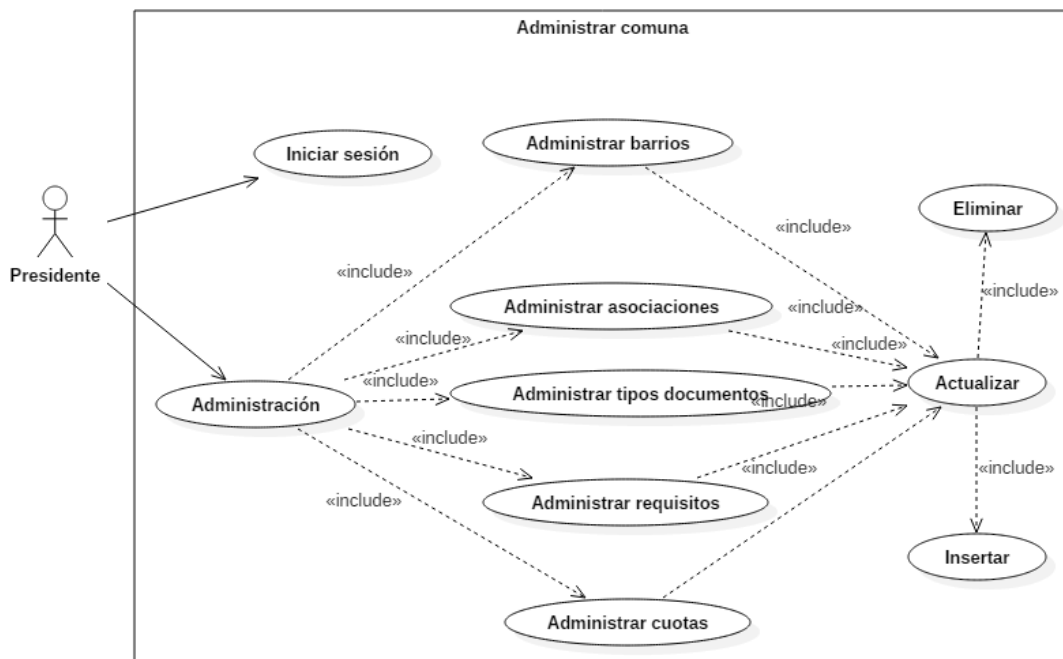 Administrar comuna
Administrar barrios
Iniciar sesión
Eliminar
«include»
Presidente
«include»
«include»
Administrar asociaciones
«include»
«include»
«include»
Actualizar
«include»
Administrar tipos documentos
«include»
Administración
«include»
«include»
«include»
«include»
Administrar requisitos
Insertar
Administrar cuotas